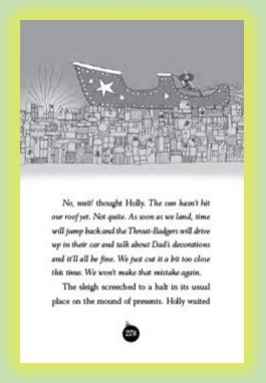 No, wait! thought Holly. The sun hasn't hit
our roof yet. Not quite. As soon as we land, time
will jump back and the Throat-Badgers will drive
up in their car and talk about Dad's decorations
and it'll all be fine. We just cut it a bit too close
this time. We won't make that mistake again.
The sleigh screeched to a halt in its usual
place on the mound of presents. Holly waited